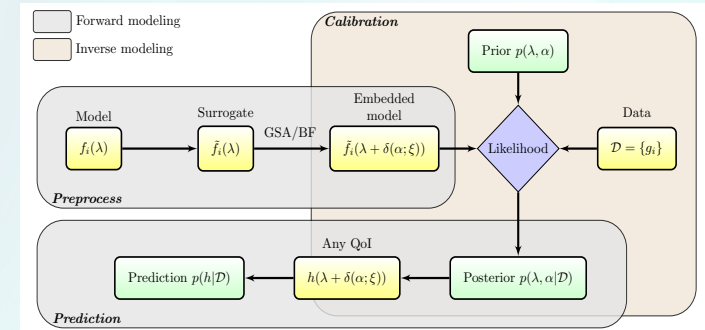 Forward modeling
Inverse modeling
Calibration
Prior p(λ, α)
Model
Surrogate
Embedded
model
Data
f_i(λ)
f̃_i(λ)
GSA/BF
f̃_i(λ + δ(α; ξ))
Likelihood
𝒟 = {g_i}
Preprocess
Any QoI
Prediction p(h|𝒟)
h(λ + δ(α; ξ))
Posterior p(λ, α|𝒟)
Prediction